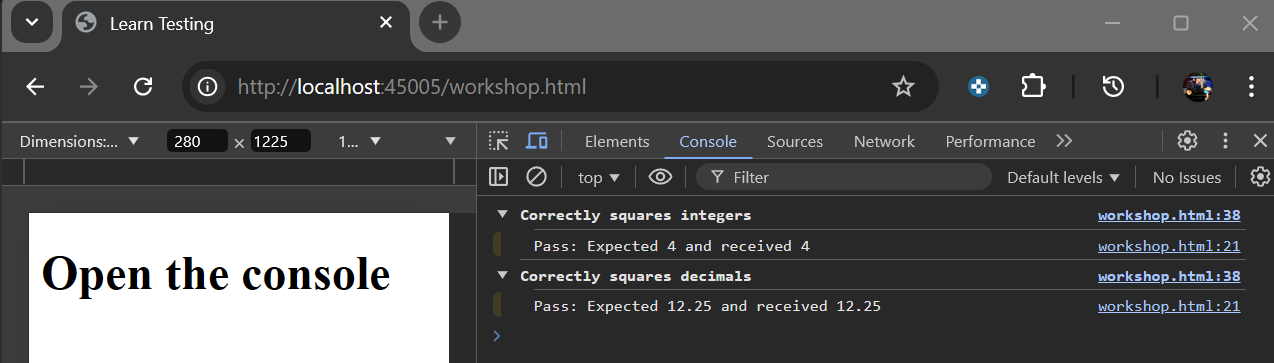 Learn Testing
http://localhost:45005/workshop.html
Dimensions:... 280 × 1225 1...
Elements Console Sources Network Performance
top Filter Default levels No Issues
Correctly squares integers workshop.html:38
Pass: Expected 4 and received 4 workshop.html:21
Correctly squares decimals workshop.html:38
Pass: Expected 12.25 and received 12.25 workshop.html:21
Open the console